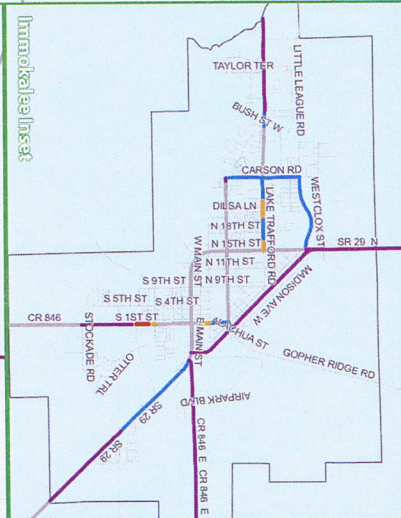 Immokalee Inset
TAYLOR TER
LITTLE LEAGUE RD
BUSH ST W
CARSON RD
DILSA LN
LAKE TRAFFORD RD
WESTCLOX ST
N 18TH ST
N 15TH ST
SR 29 N
W MAIN ST
N 11TH ST
S 9TH ST
N 9TH ST
MADISON AVE W
S 5TH ST
S 4TH ST
CR 846
S 1ST ST
E MAIN ST
ALACHUA ST
STOCKADE RD
OTTER TRL
GOPHER RIDGE RD
AIRPARK BLVD
SR 29
SR 29
CR 846 E
CR 846 E